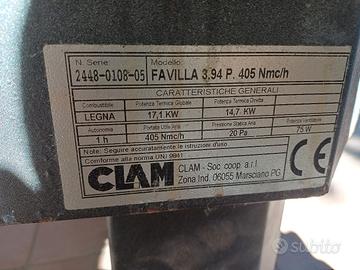 N. Serie: Modello:
2448-0108-05 FAVILLA 3.94 P. 405 Nmc/h
CARATTERISTICHE GENERALI
Combustibile Potenza Termica Globale Potenza Termica Diretta
LEGNA 17,1 KW 14,7 KW
Autonomia Portata Utile Aria Pressione Statica Aria Potenza Ventilatore
1 h 405 Nmc/h 20 Pa 75 W
Note: Seguire accuratamente le istruzioni d'uso
Conforme alla norma UNI 9841
CLAM CLAM - Soc. coop. a.r.l.
Zona Ind. 06055 Marsciano PG
CE
subito